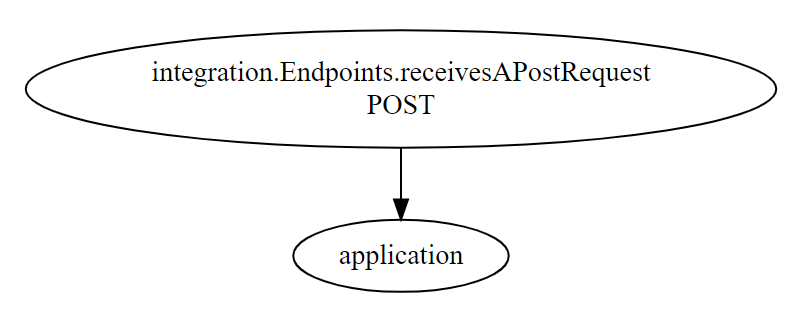 integration.Endpoints.receivesAPostRequest
POST
application